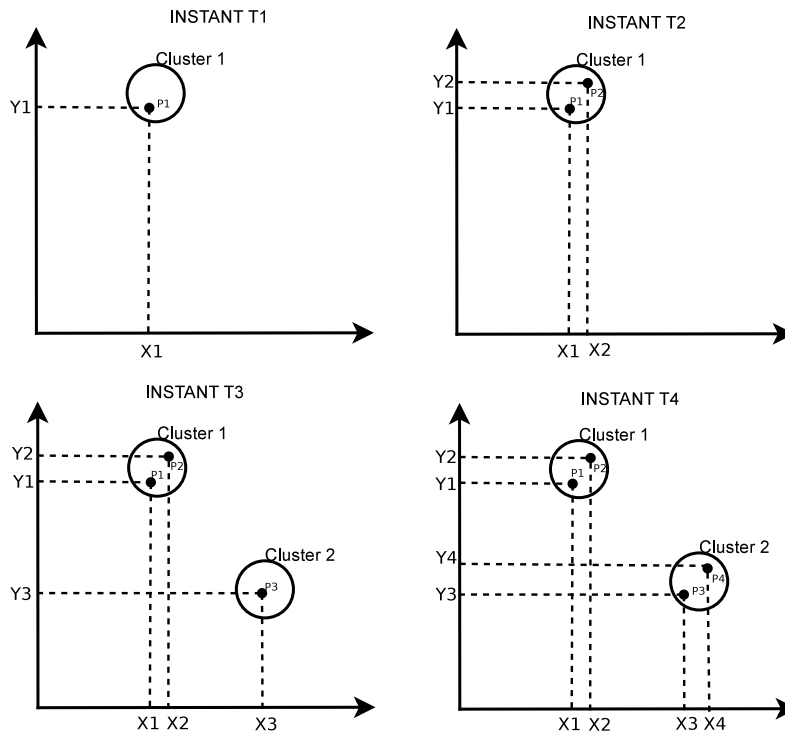 INSTANT T1
Cluster 1
P1
Y1
X1
INSTANT T2
Cluster 1
Y2
P2
Y1
P1
X1 X2
INSTANT T3
Cluster 1
Y2
P2
Y1
P1
Cluster 2
Y3
P3
X1 X2 X3
INSTANT T4
Cluster 1
Y2
P2
Y1
P1
Cluster 2
Y4
P4
Y3
P3
X1 X2 X3 X4